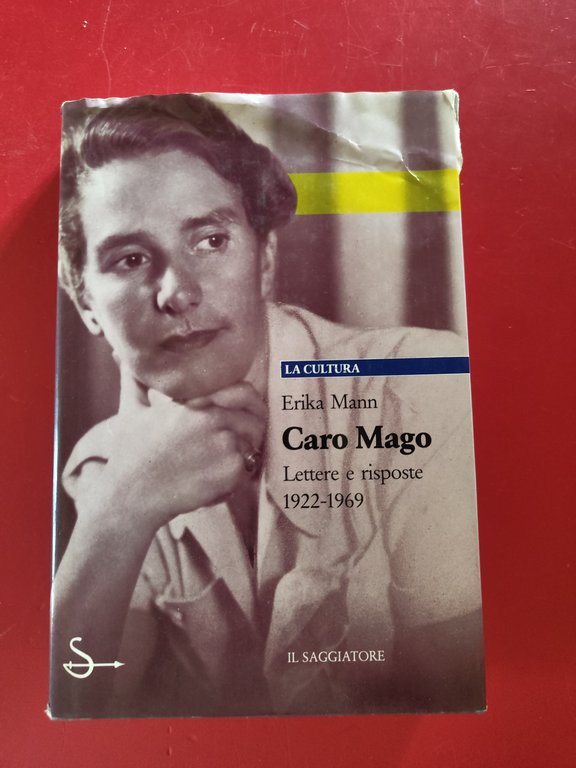 LA CULTURA
Erika Mann
Caro Mago
Lettere e risposte
1922-1969
IL SAGGIATORE